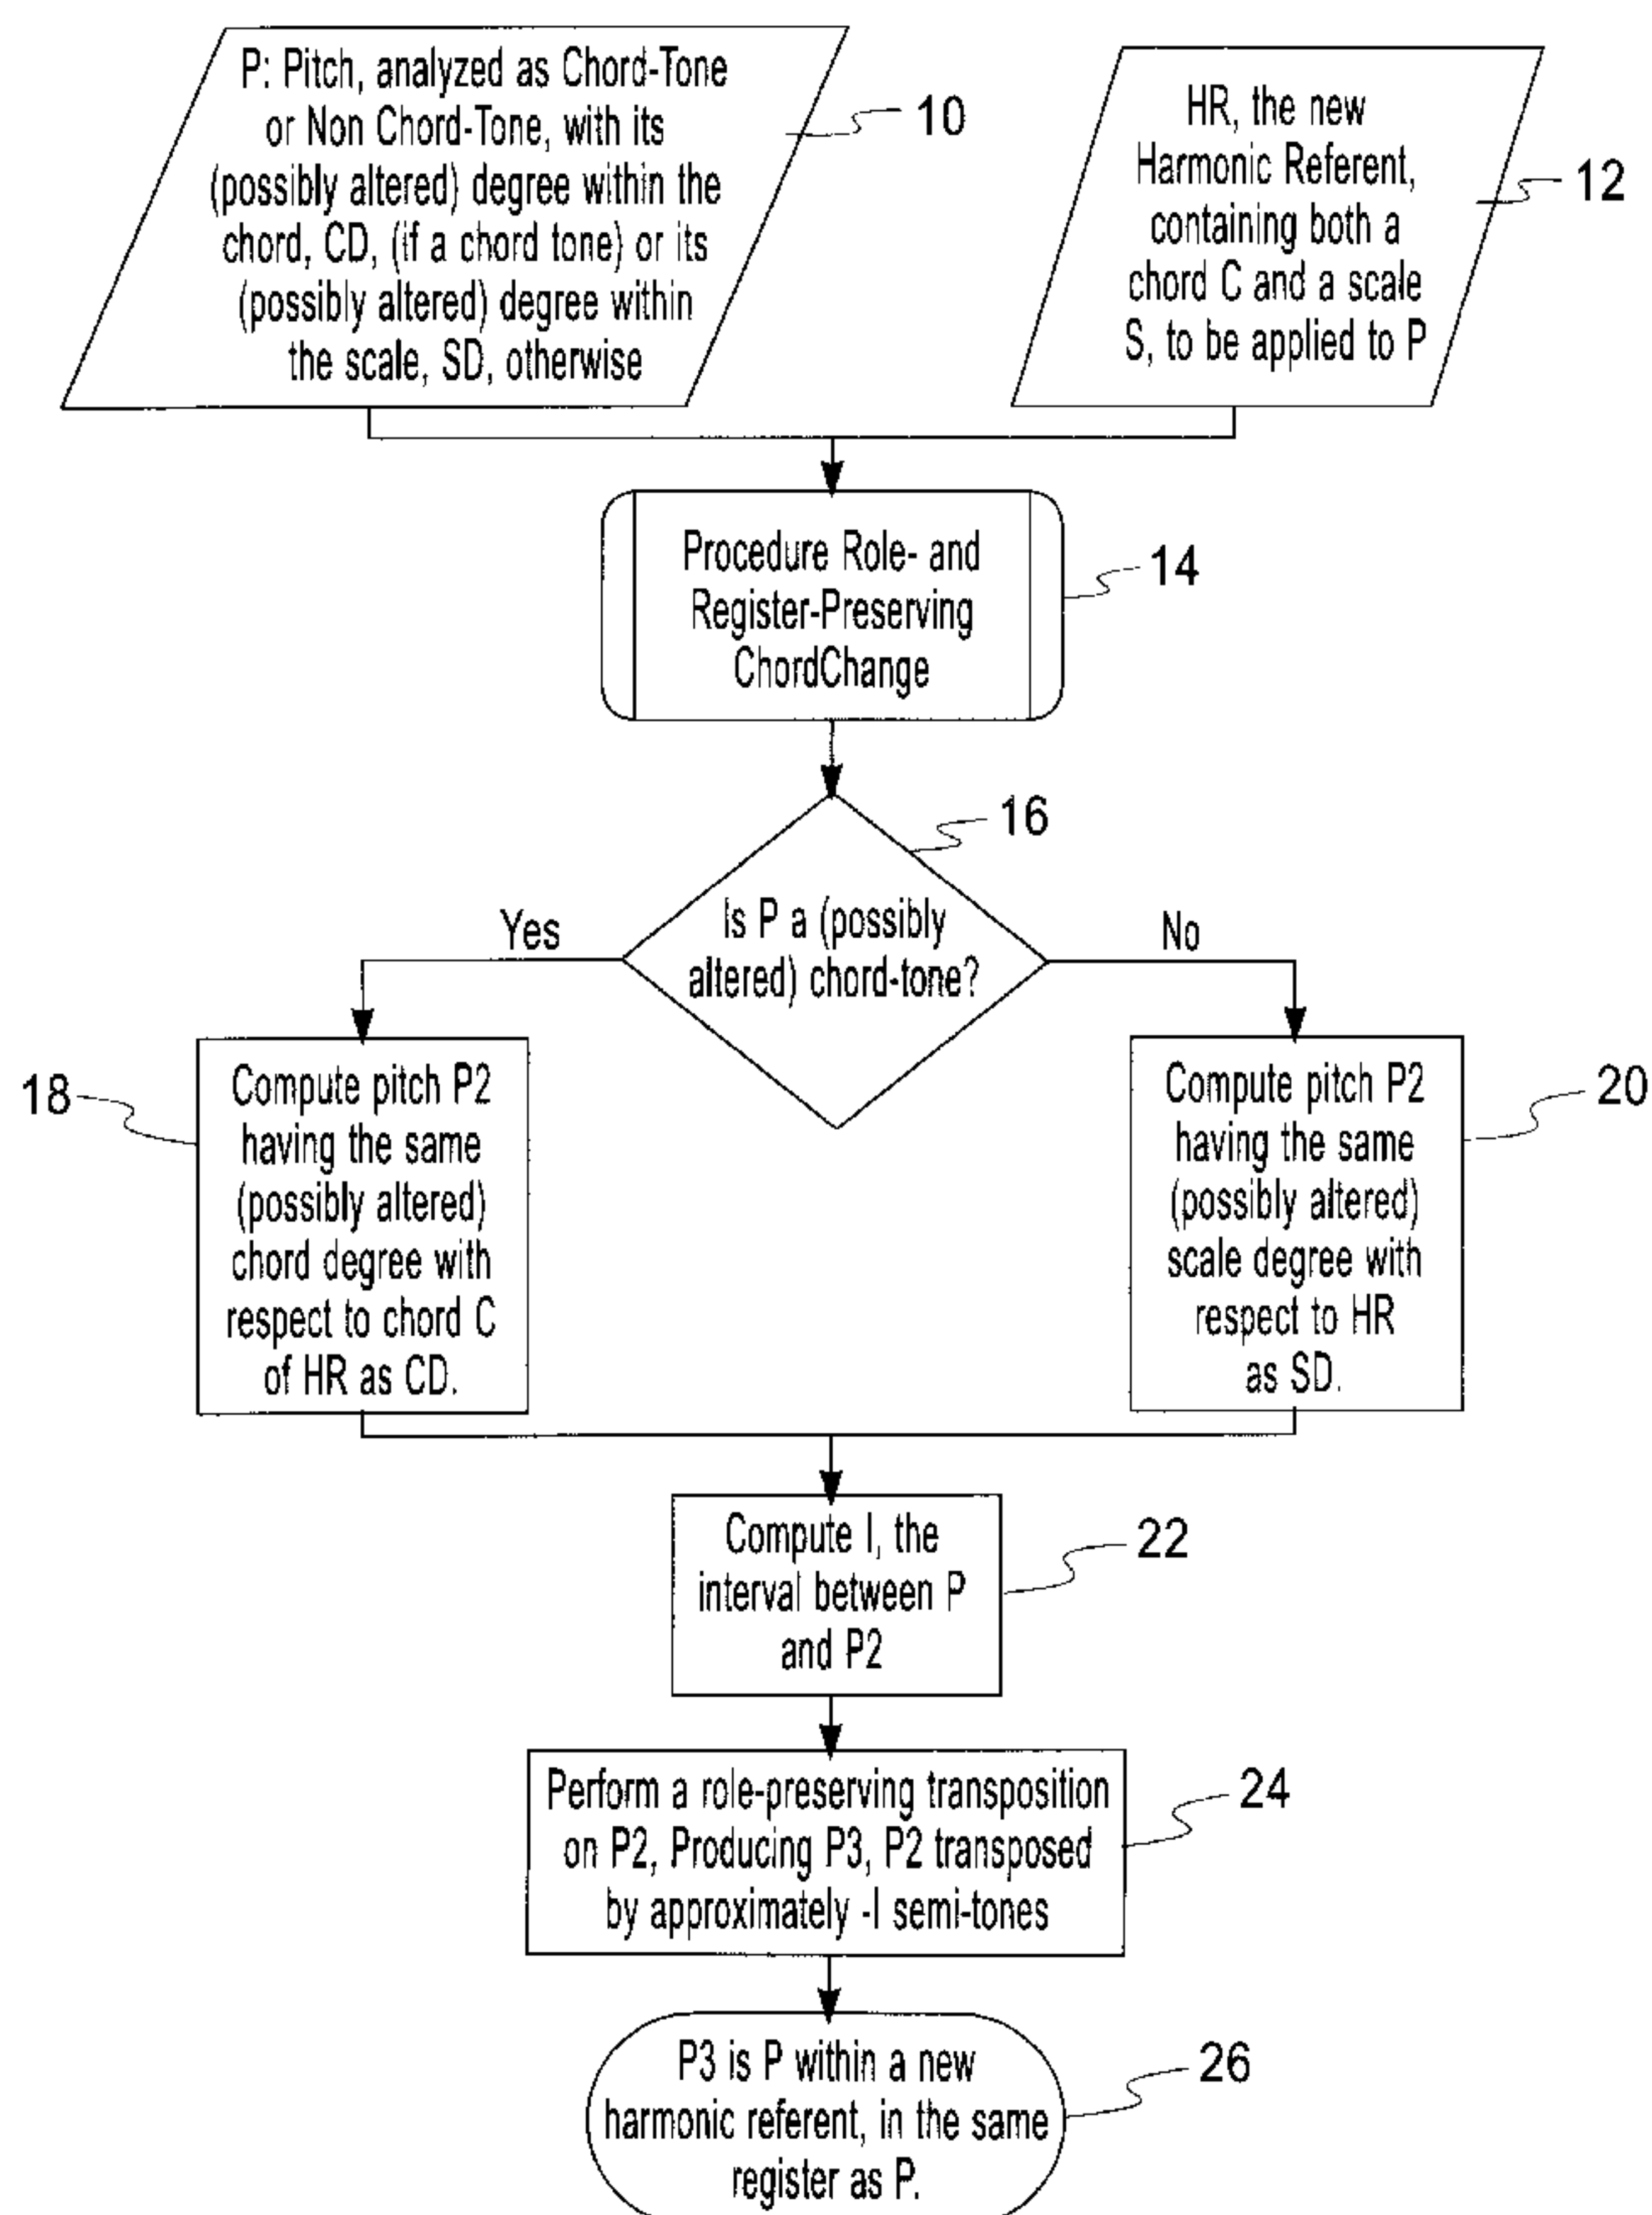 P: Pitch, analyzed as Chord-Tone
or Non Chord-Tone, with its
(possibly altered) degree within the
chord, CD, (if a chord tone) or its
(possibly altered) degree within
the scale, SD, otherwise
10
HR, the new
Harmonic Referent,
containing both a
chord C and a scale
S, to be applied to P
12
Procedure Role- and
Register-Preserving
ChordChange
14
16
Is P a (possibly
altered) chord-tone?
Yes
No
18
Compute pitch P2
having the same
(possibly altered)
chord degree with
respect to chord C
of HR as CD.
Compute pitch P2
having the same
(possibly altered)
scale degree with
respect to HR
as SD.
20
Compute I, the
interval between P
and P2
22
Perform a role-preserving transposition
on P2, Producing P3, P2 transposed
by approximately -I semi-tones
24
P3 is P within a new
harmonic referent, in the same
register as P.
26